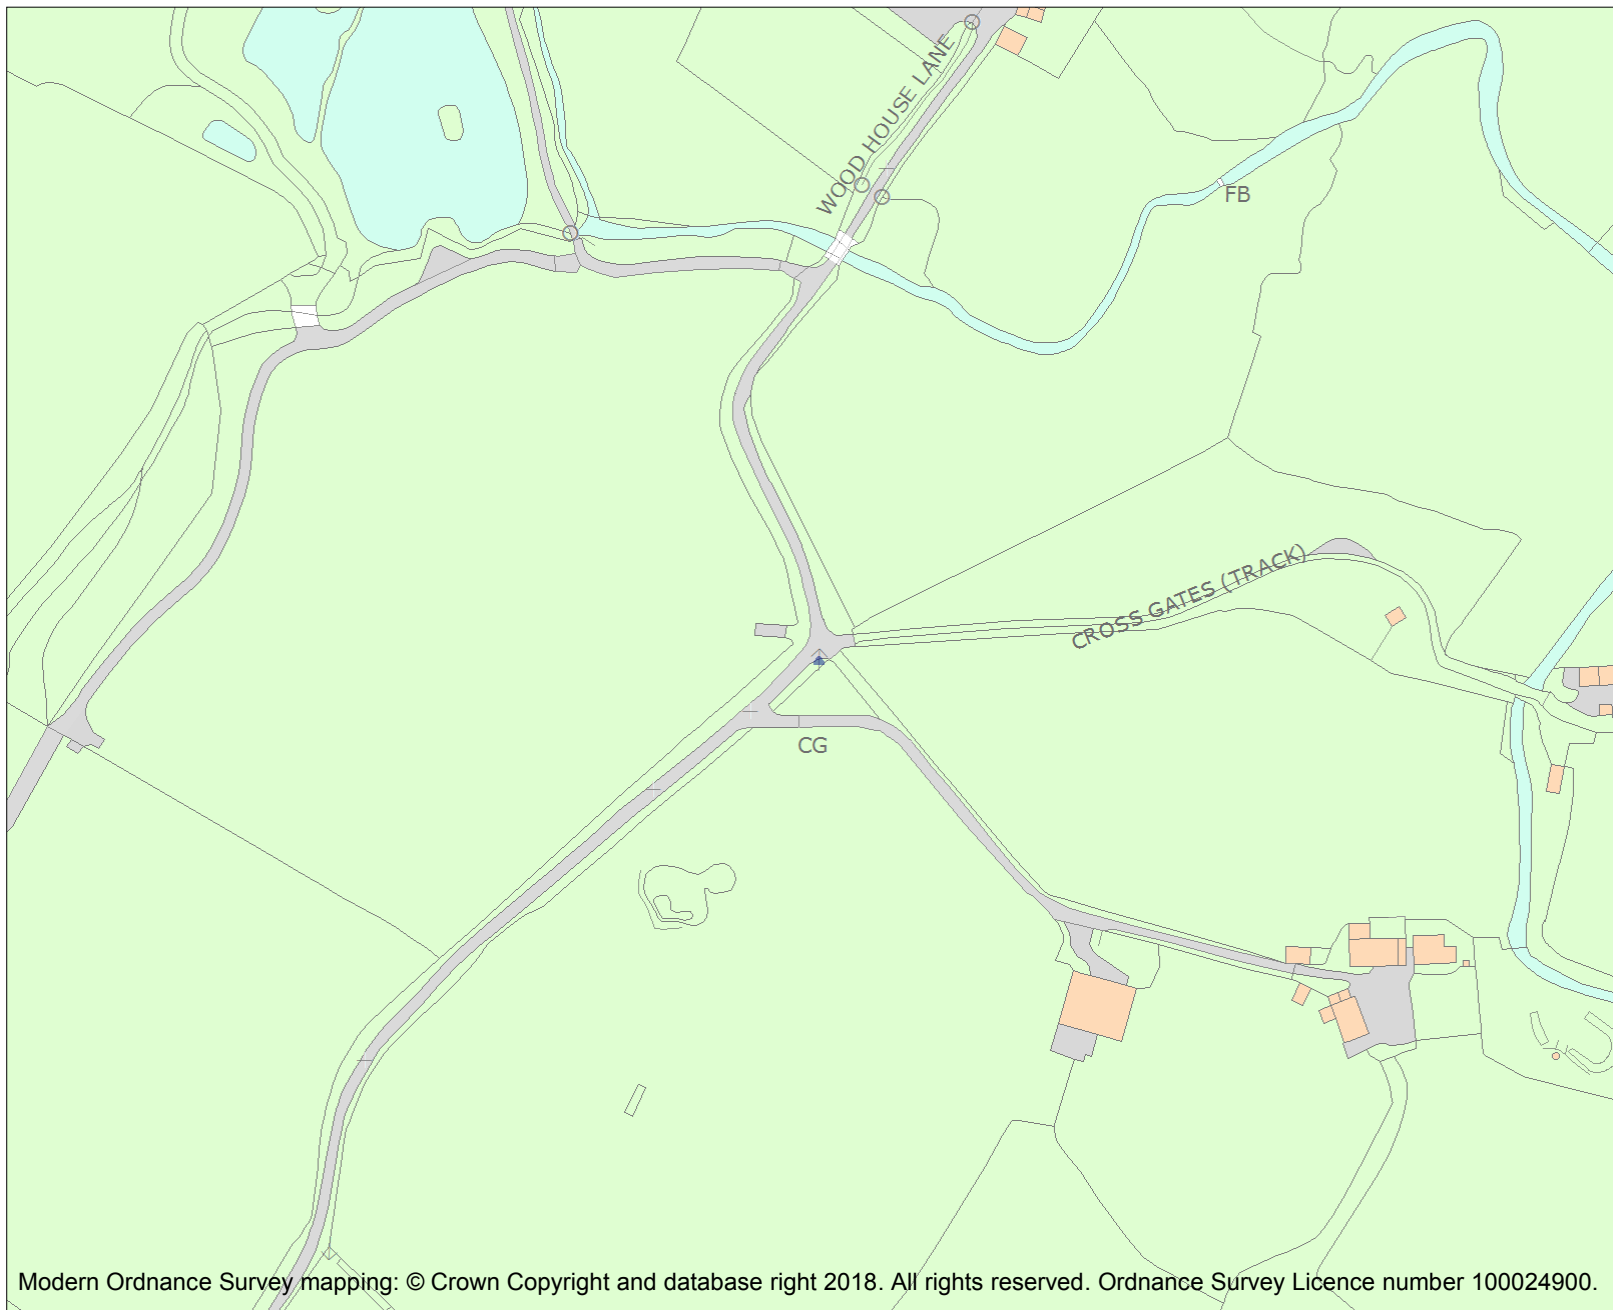 WOOD HOUSE LANE
FB
CROSS GATES (TRACK)
CG
Modern Ordnance Survey mapping: © Crown Copyright and database right 2018. All rights reserved. Ordnance Survey Licence number 100024900.